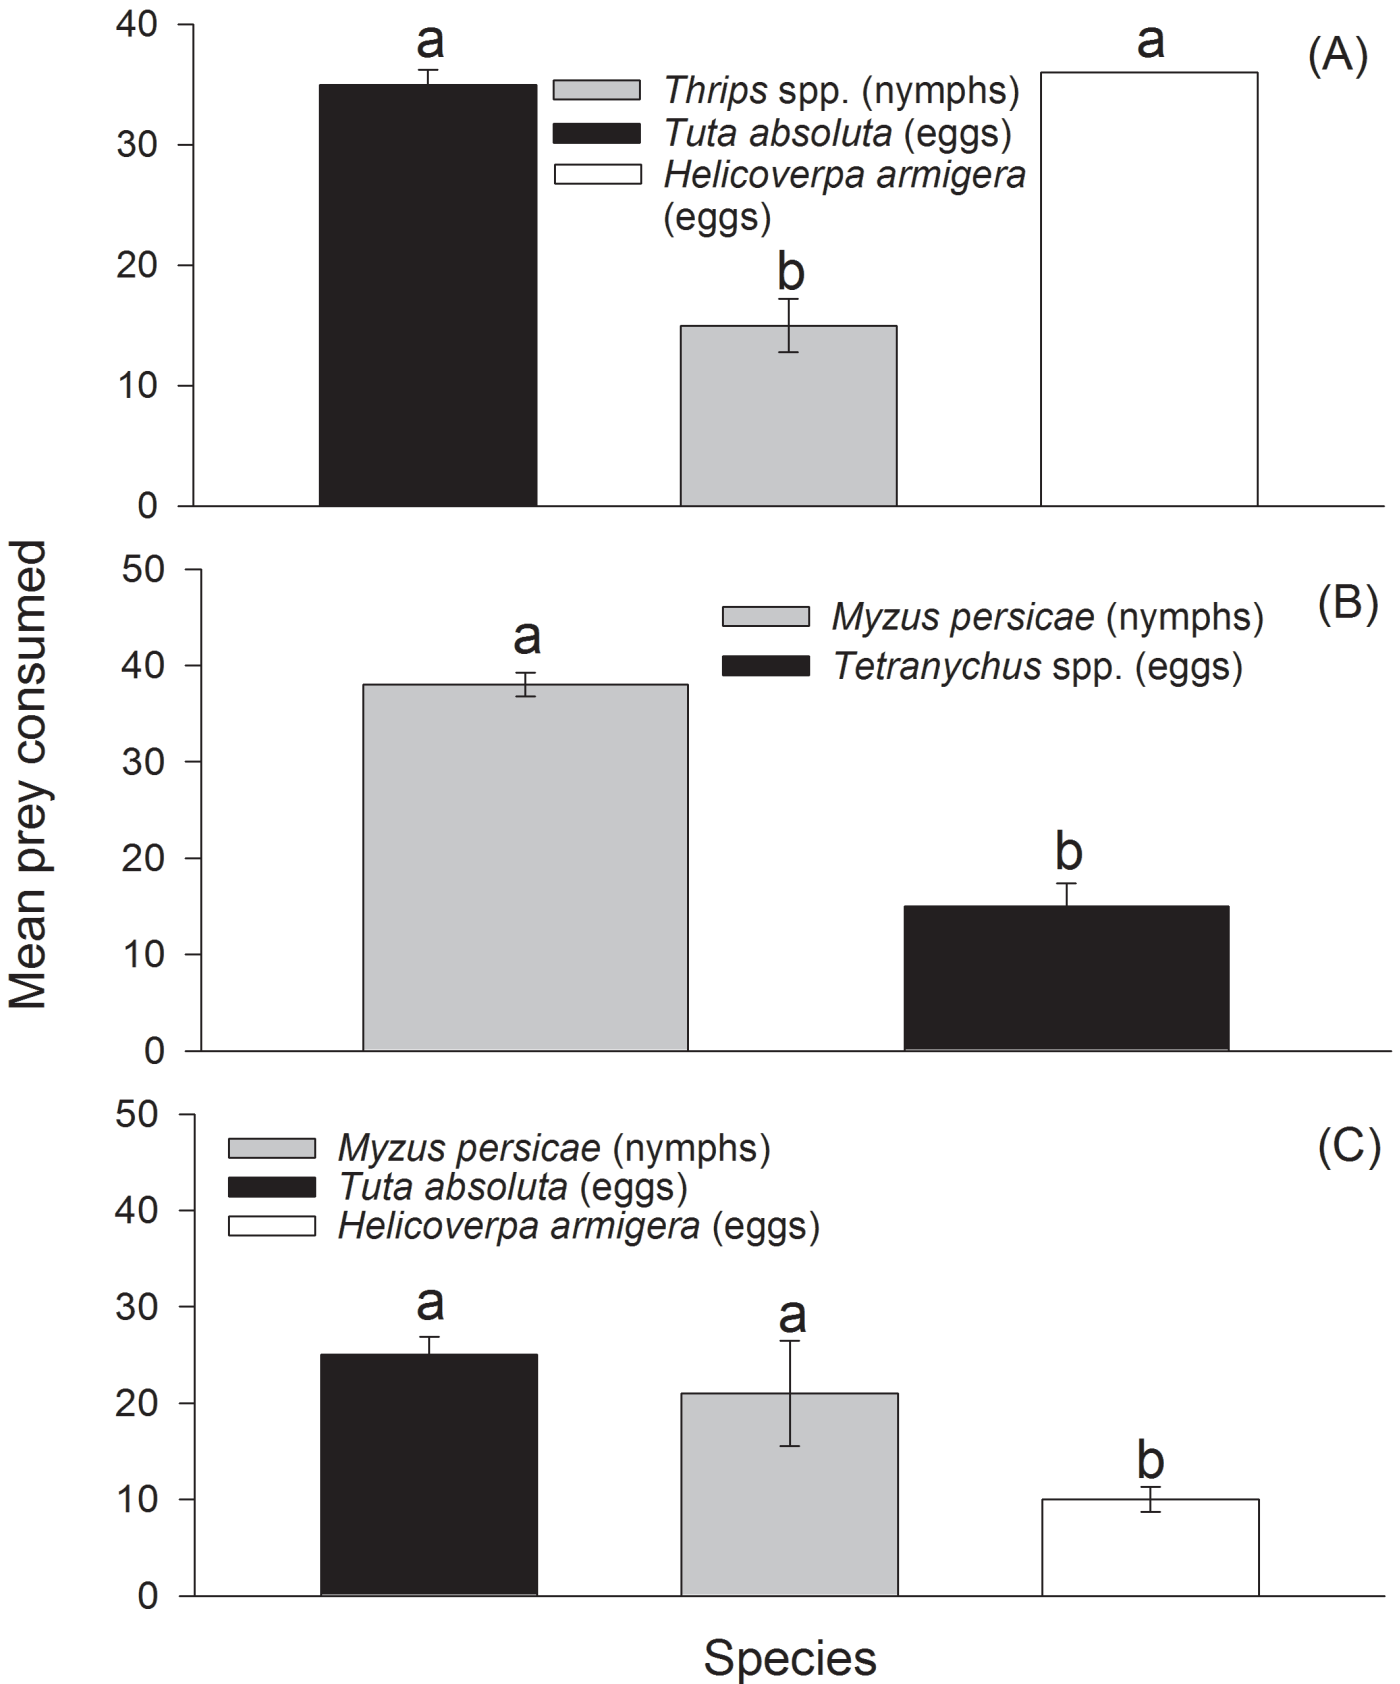 Mean prey consumed
40
30
20
10
0
a
b
a
(A)
Thrips spp. (nymphs)
Tuta absoluta (eggs)
Helicoverpa armigera
(eggs)
50
40
30
20
10
0
a
b
(B)
Myzus persicae (nymphs)
Tetranychus spp. (eggs)
50
40
30
20
10
0
a
a
b
(C)
Myzus persicae (nymphs)
Tuta absoluta (eggs)
Helicoverpa armigera (eggs)
Species